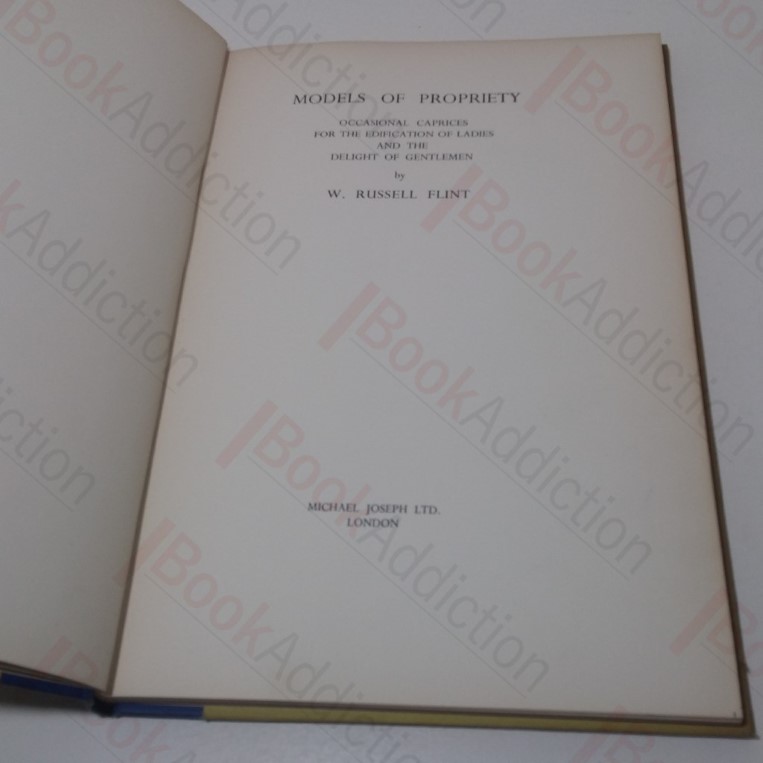 MODELS OF PROPRIETY
OCCASIONAL CAPRICES
FOR THE EDIFICATION OF LADIES
AND THE
DELIGHT OF GENTLEMEN
by
W. RUSSELL FLINT
MICHAEL JOSEPH LTD.
LONDON
BookAddiction